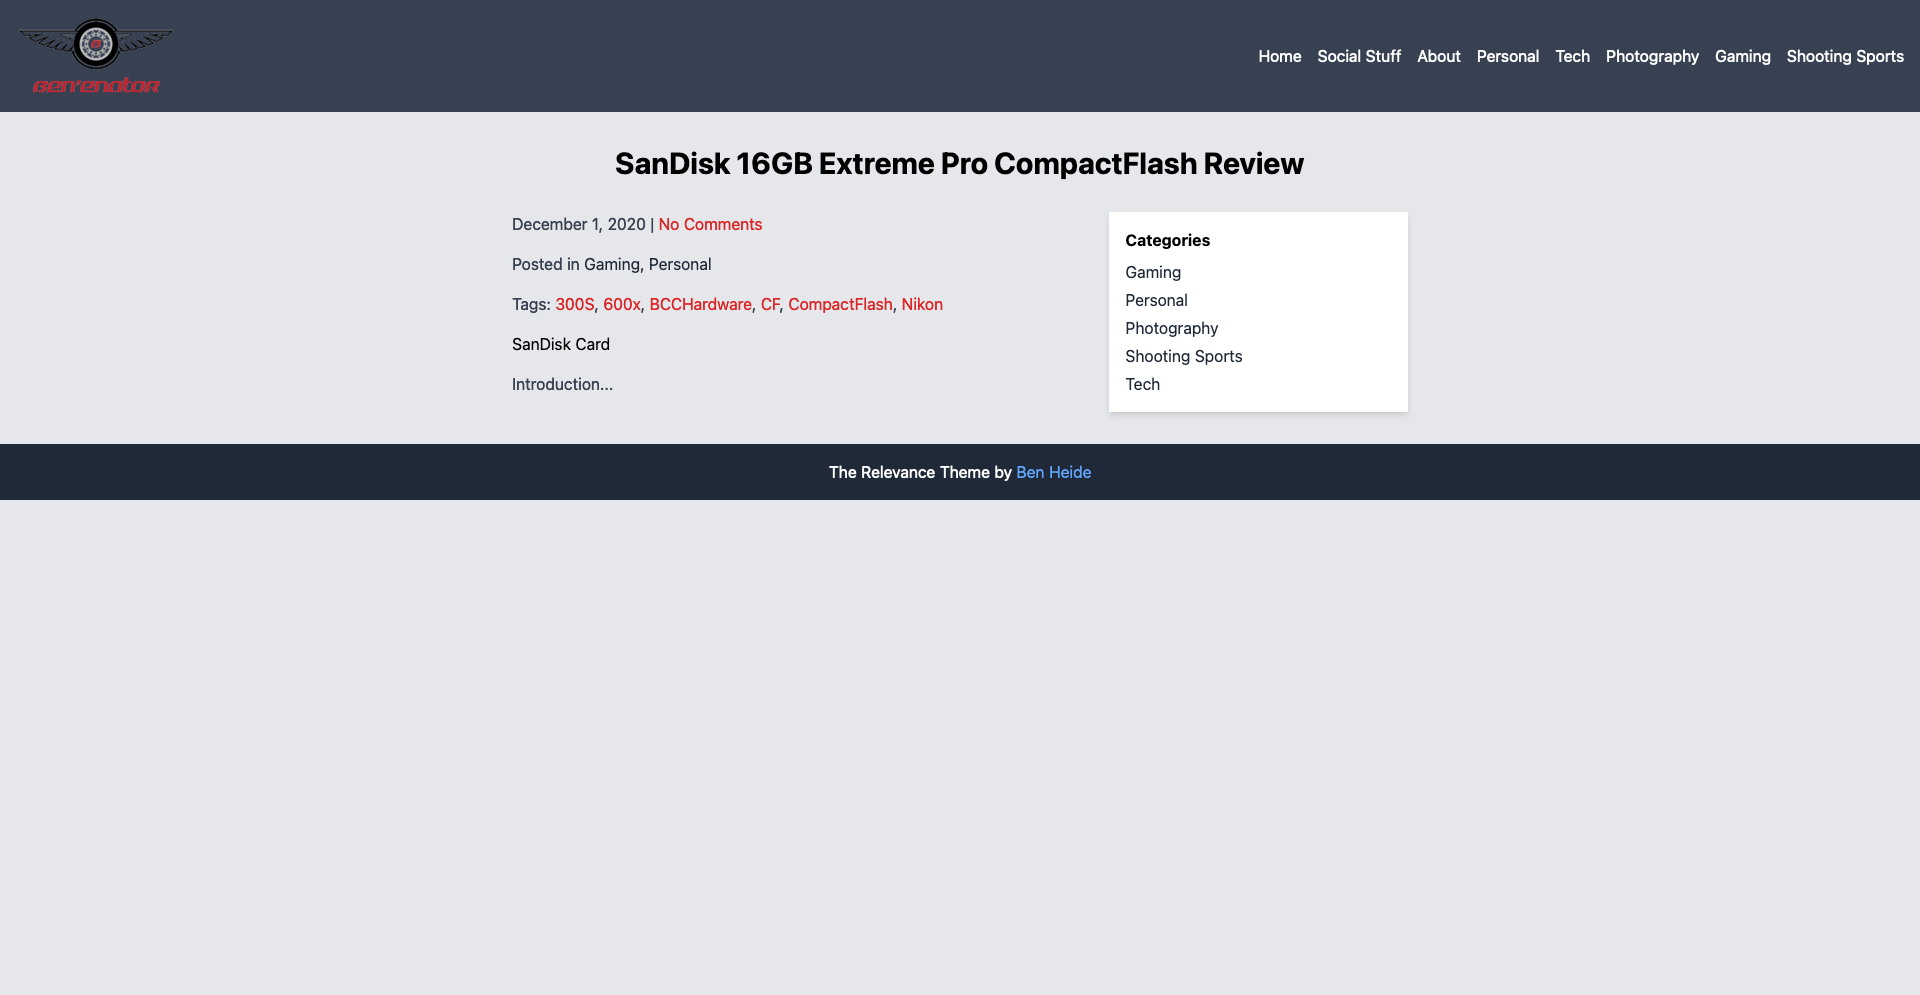 Ben'enator
Home Social Stuff About Personal Tech Photography Gaming Shooting Sports
SanDisk 16GB Extreme Pro CompactFlash Review
December 1, 2020 | No Comments
Posted in Gaming, Personal
Tags: 300S, 600x, BCCHardware, CF, CompactFlash, Nikon
SanDisk Card
Introduction...
Categories
Gaming
Personal
Photography
Shooting Sports
Tech
The Relevance Theme by Ben Heide